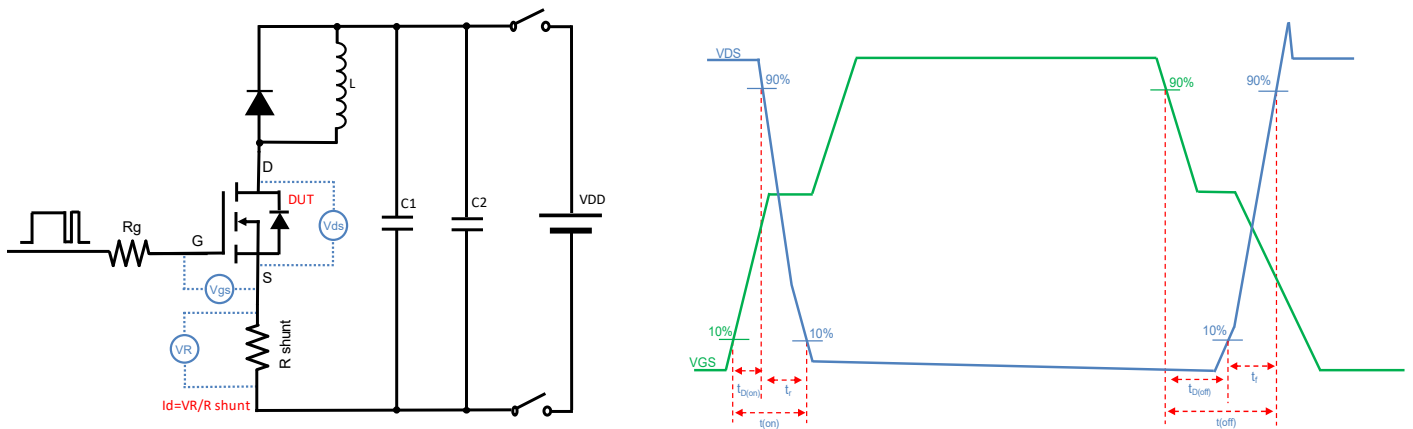 L
D
DUT
C1
C2
VDD
Rg
G
Vds
S
Vgs
VR
R shunt
Id=VR/R shunt
VDS
90%
90%
90%
10%
10%
10%
VGS
tD(on)
tr
t(on)
tD(off)
tf
t(off)